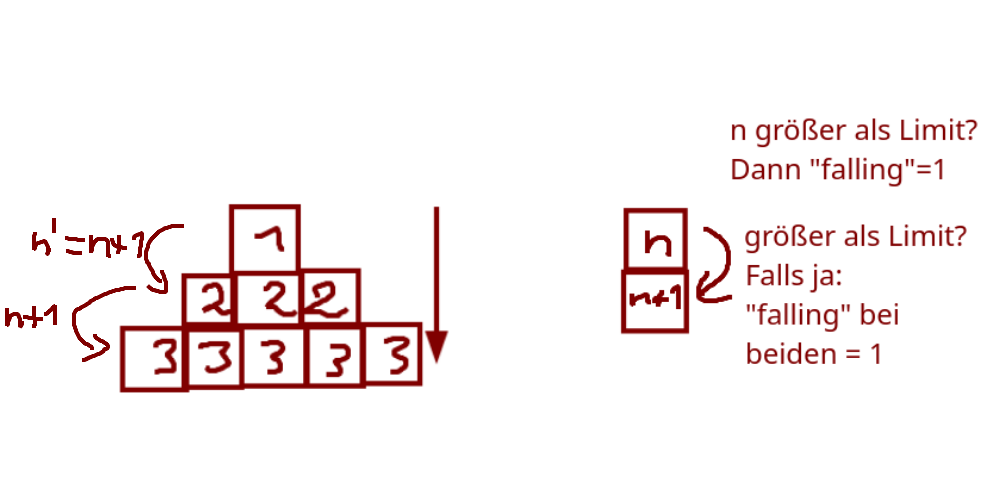 n größer als Limit?
Dann "falling"=1
1
n'=n+1
2 2 2
n+1
3 3 3 3 3
n
n+1
größer als Limit?
Falls ja:
"falling" bei
beiden = 1